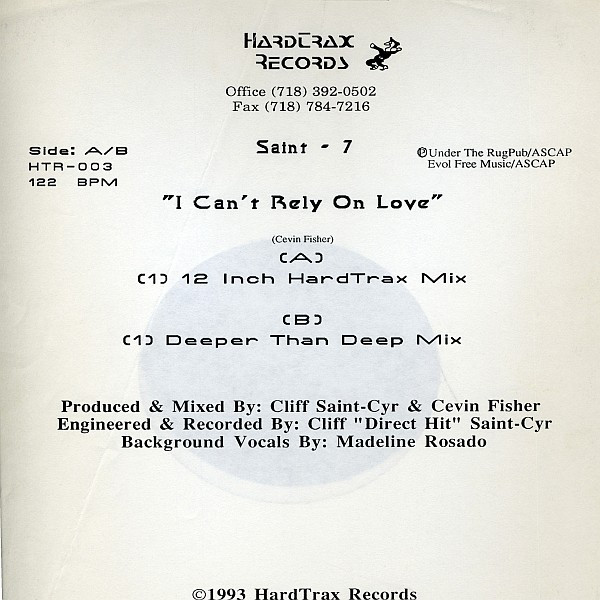 HardTrax
Records
Office (718) 392-0502
Fax (718) 784-7216
Side: A/B
HTR-003
122 BPM
Saint - 7
℗Under The RugPub/ASCAP
Evol Free Music/ASCAP
"I Can't Rely On Love"
(Cevin Fisher)
(A)
(1) 12 Inch HardTrax Mix
(B)
(1) Deeper Than Deep Mix
Produced & Mixed By: Cliff Saint-Cyr & Cevin Fisher
Engineered & Recorded By: Cliff "Direct Hit" Saint-Cyr
Background Vocals By: Madeline Rosado
©1993 HardTrax Records